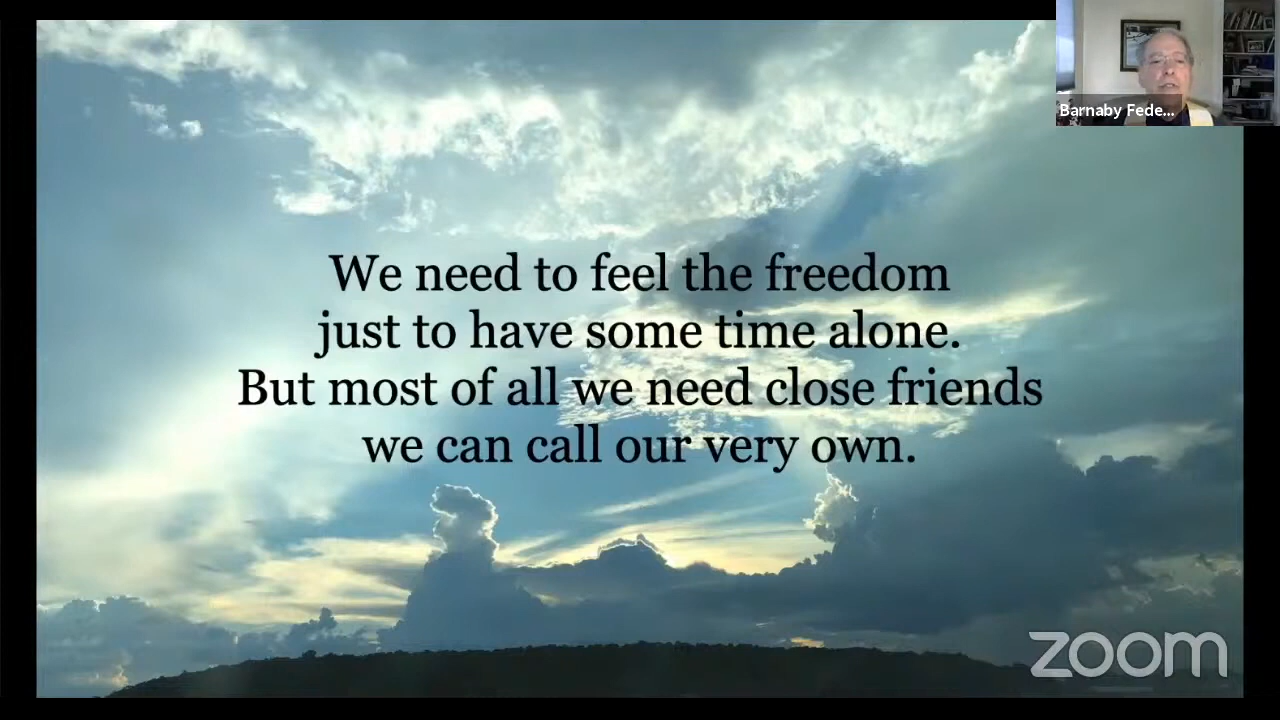 Barnaby Fede...
We need to feel the freedom
just to have some time alone.
But most of all we need close friends
we can call our very own.
zoom